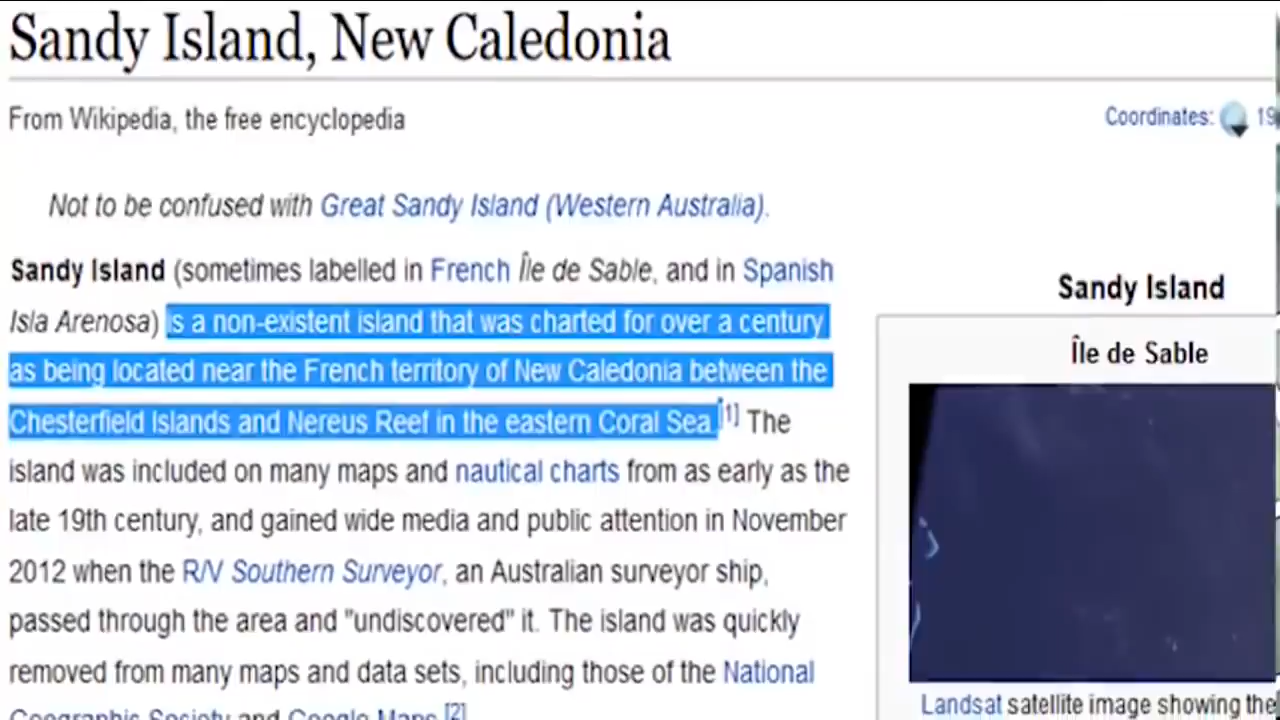 Sandy Island, New Caledonia
From Wikipedia, the free encyclopedia
Coordinates: 19
Not to be confused with Great Sandy Island (Western Australia).
Sandy Island (sometimes labelled in French Île de Sable, and in Spanish
Isla Arenosa) is a non-existent island that was charted for over a century
as being located near the French territory of New Caledonia between the
Chesterfield Islands and Nereus Reef in the eastern Coral Sea.[1] The
island was included on many maps and nautical charts from as early as the
late 19th century, and gained wide media and public attention in November
2012 when the R/V Southern Surveyor, an Australian surveyor ship,
passed through the area and "undiscovered" it. The island was quickly
removed from many maps and data sets, including those of the National
Geographic Society and Google Maps.[2]
Sandy Island
Île de Sable
Landsat satellite image showing the